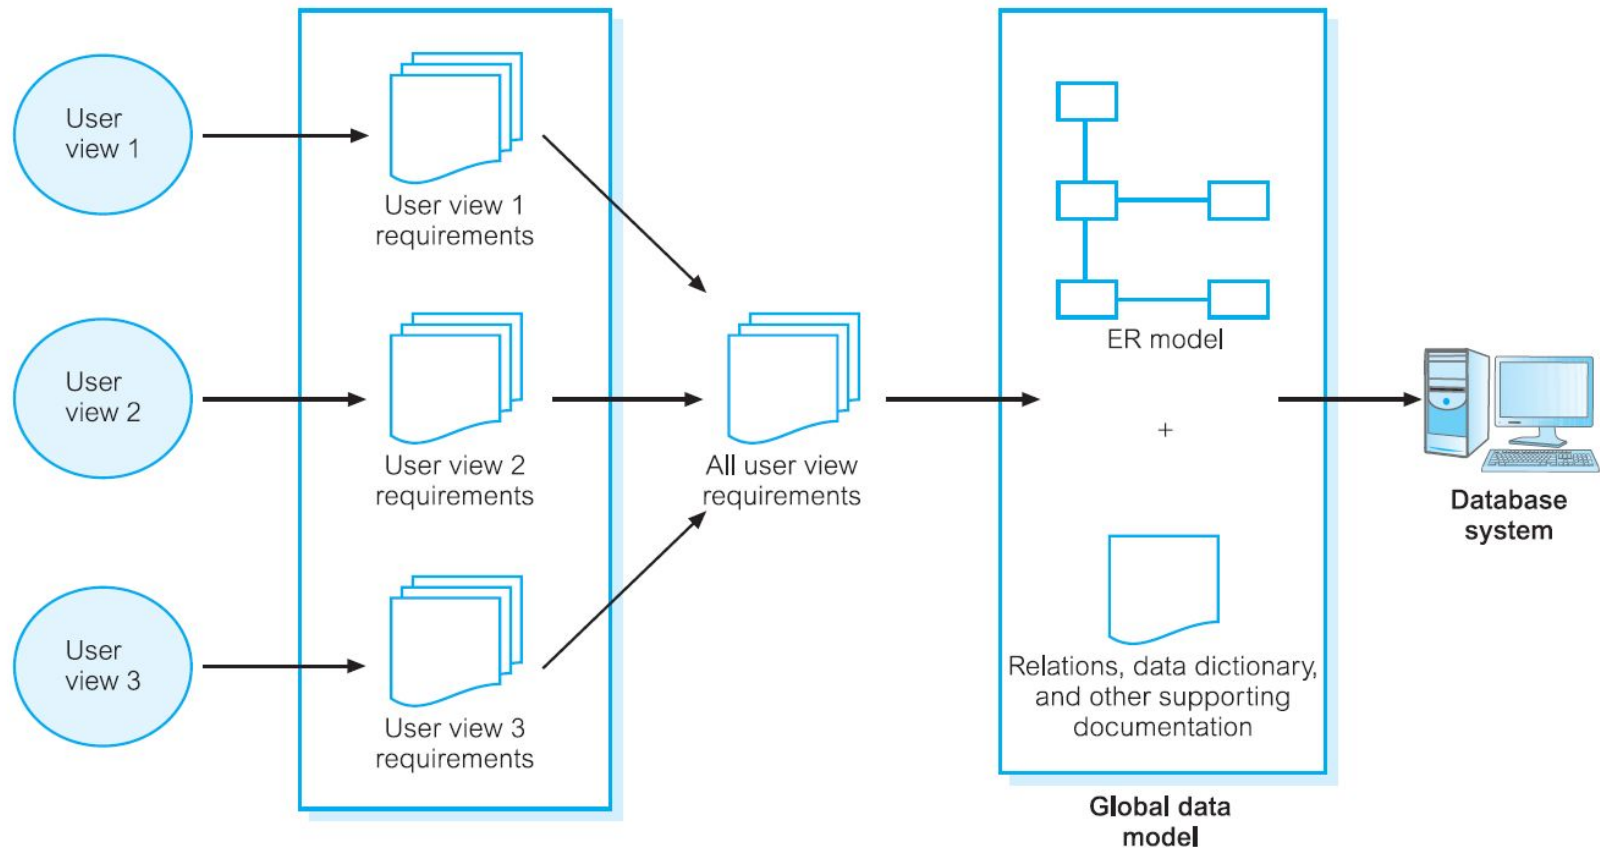 User
view 1
User view 1
requirements
User
view 2
User view 2
requirements
User
view 3
User view 3
requirements
All user view
requirements
ER model
+
Relations, data dictionary,
and other supporting
documentation
Global data
model
Database
system